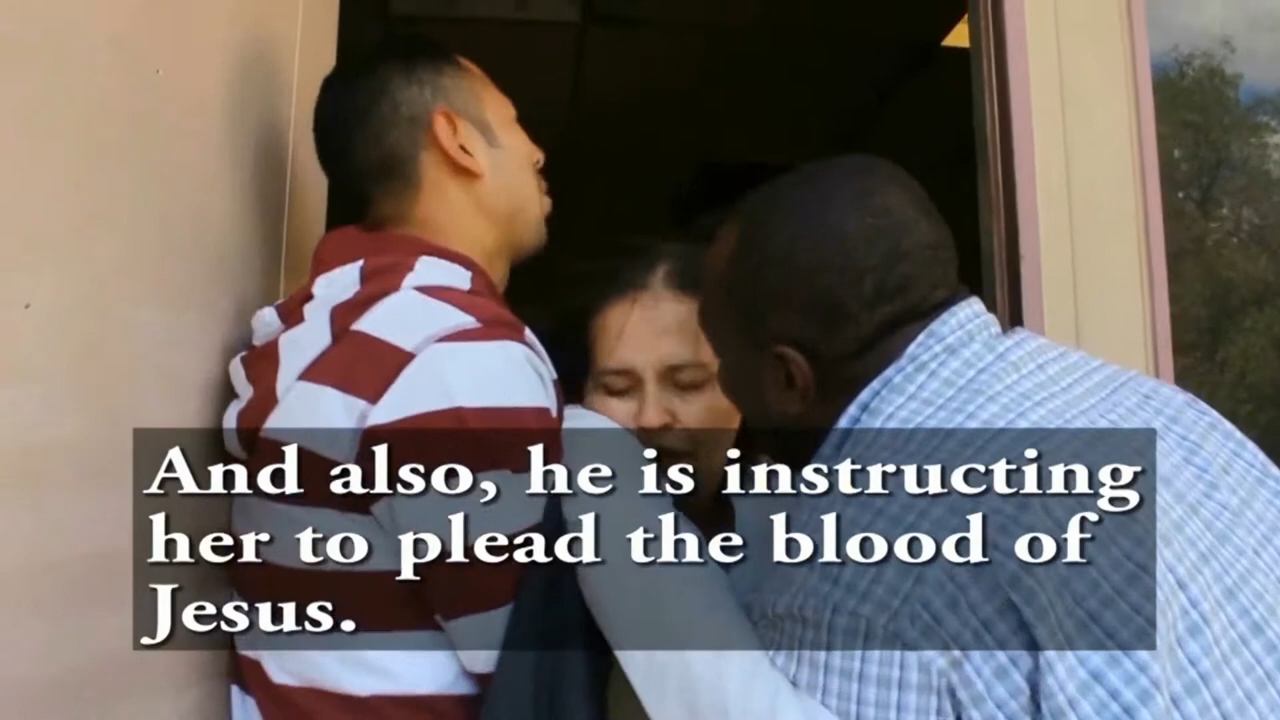 And also, he is instructing
her to plead the blood of
Jesus.